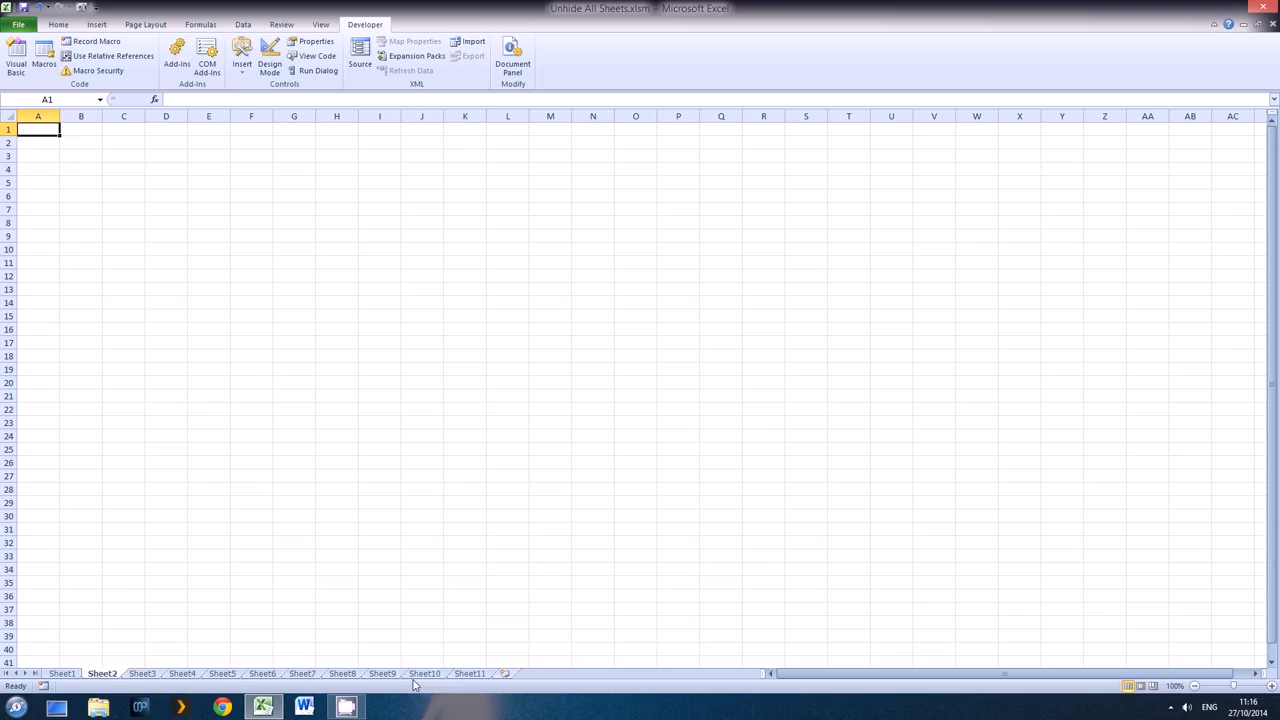 Unhide All Sheets.xlsm – Microsoft Excel
File Home Insert Page Layout Formulas Data Review View Developer
Visual Basic
Macros
Record Macro
Use Relative References
Macro Security
Code
Add-Ins
COM Add-Ins
Add-Ins
Insert
Design Mode
Properties
View Code
Run Dialog
Controls
Source
Map Properties
Expansion Packs
Refresh Data
Import
Export
XML
Document Panel
Modify
A1 fx
A B C D E F G H I J K L M N O P Q R S T U V W X Y Z AA AB AC
1
2
3
4
5
6
7
8
9
10
11
12
13
14
15
16
17
18
19
20
21
22
23
24
25
26
27
28
29
30
31
32
33
34
35
36
37
38
39
40
41
Sheet1 Sheet2 Sheet3 Sheet4 Sheet5 Sheet6 Sheet7 Sheet8 Sheet9 Sheet10 Sheet11
Ready 100%
ENG 11:16
27/10/2014